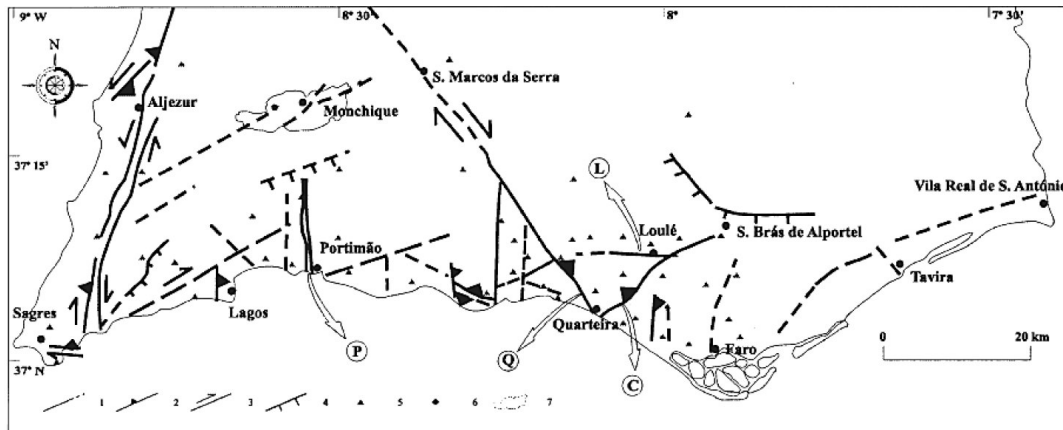 9° W
8° 30'
8°
7° 30'
N
S. Marcos da Serra
Aljezur
Monchique
37° 15'
L
Vila Real de S. António
Loulé
S. Brás de Alportel
Portimão
Tavira
Lagos
Sagres
Quarteira
Faro
P
Q
C
0 20 km
37° N
1 2 3 4 5 6 7